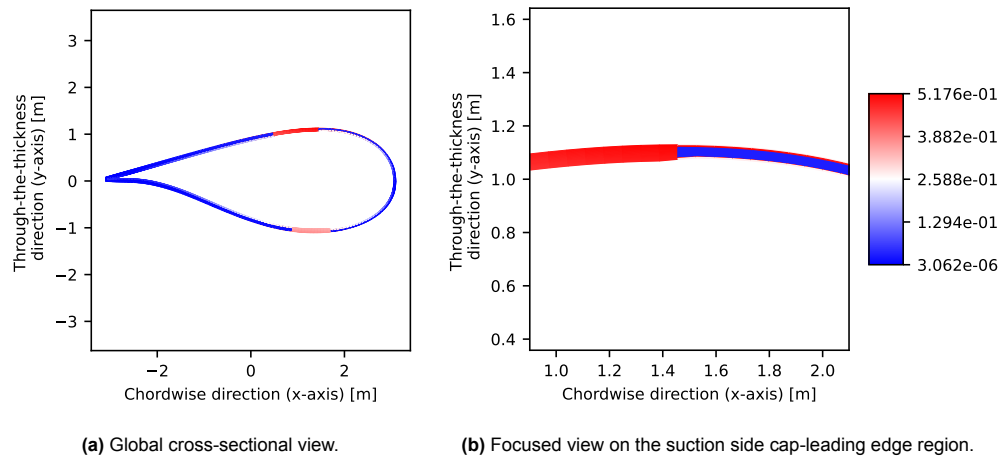 3
2
1
0
−1
−2
−3
Through-the-thickness
direction (y-axis) [m]
−2
0
2
Chordwise direction (x-axis) [m]
1.6
1.4
1.2
1.0
0.8
0.6
0.4
Through-the-thickness
direction (y-axis) [m]
1.0
1.2
1.4
1.6
1.8
2.0
Chordwise direction (x-axis) [m]
5.176e-01
3.882e-01
2.588e-01
1.294e-01
3.062e-06
(a) Global cross-sectional view.
(b) Focused view on the suction side cap-leading edge region.